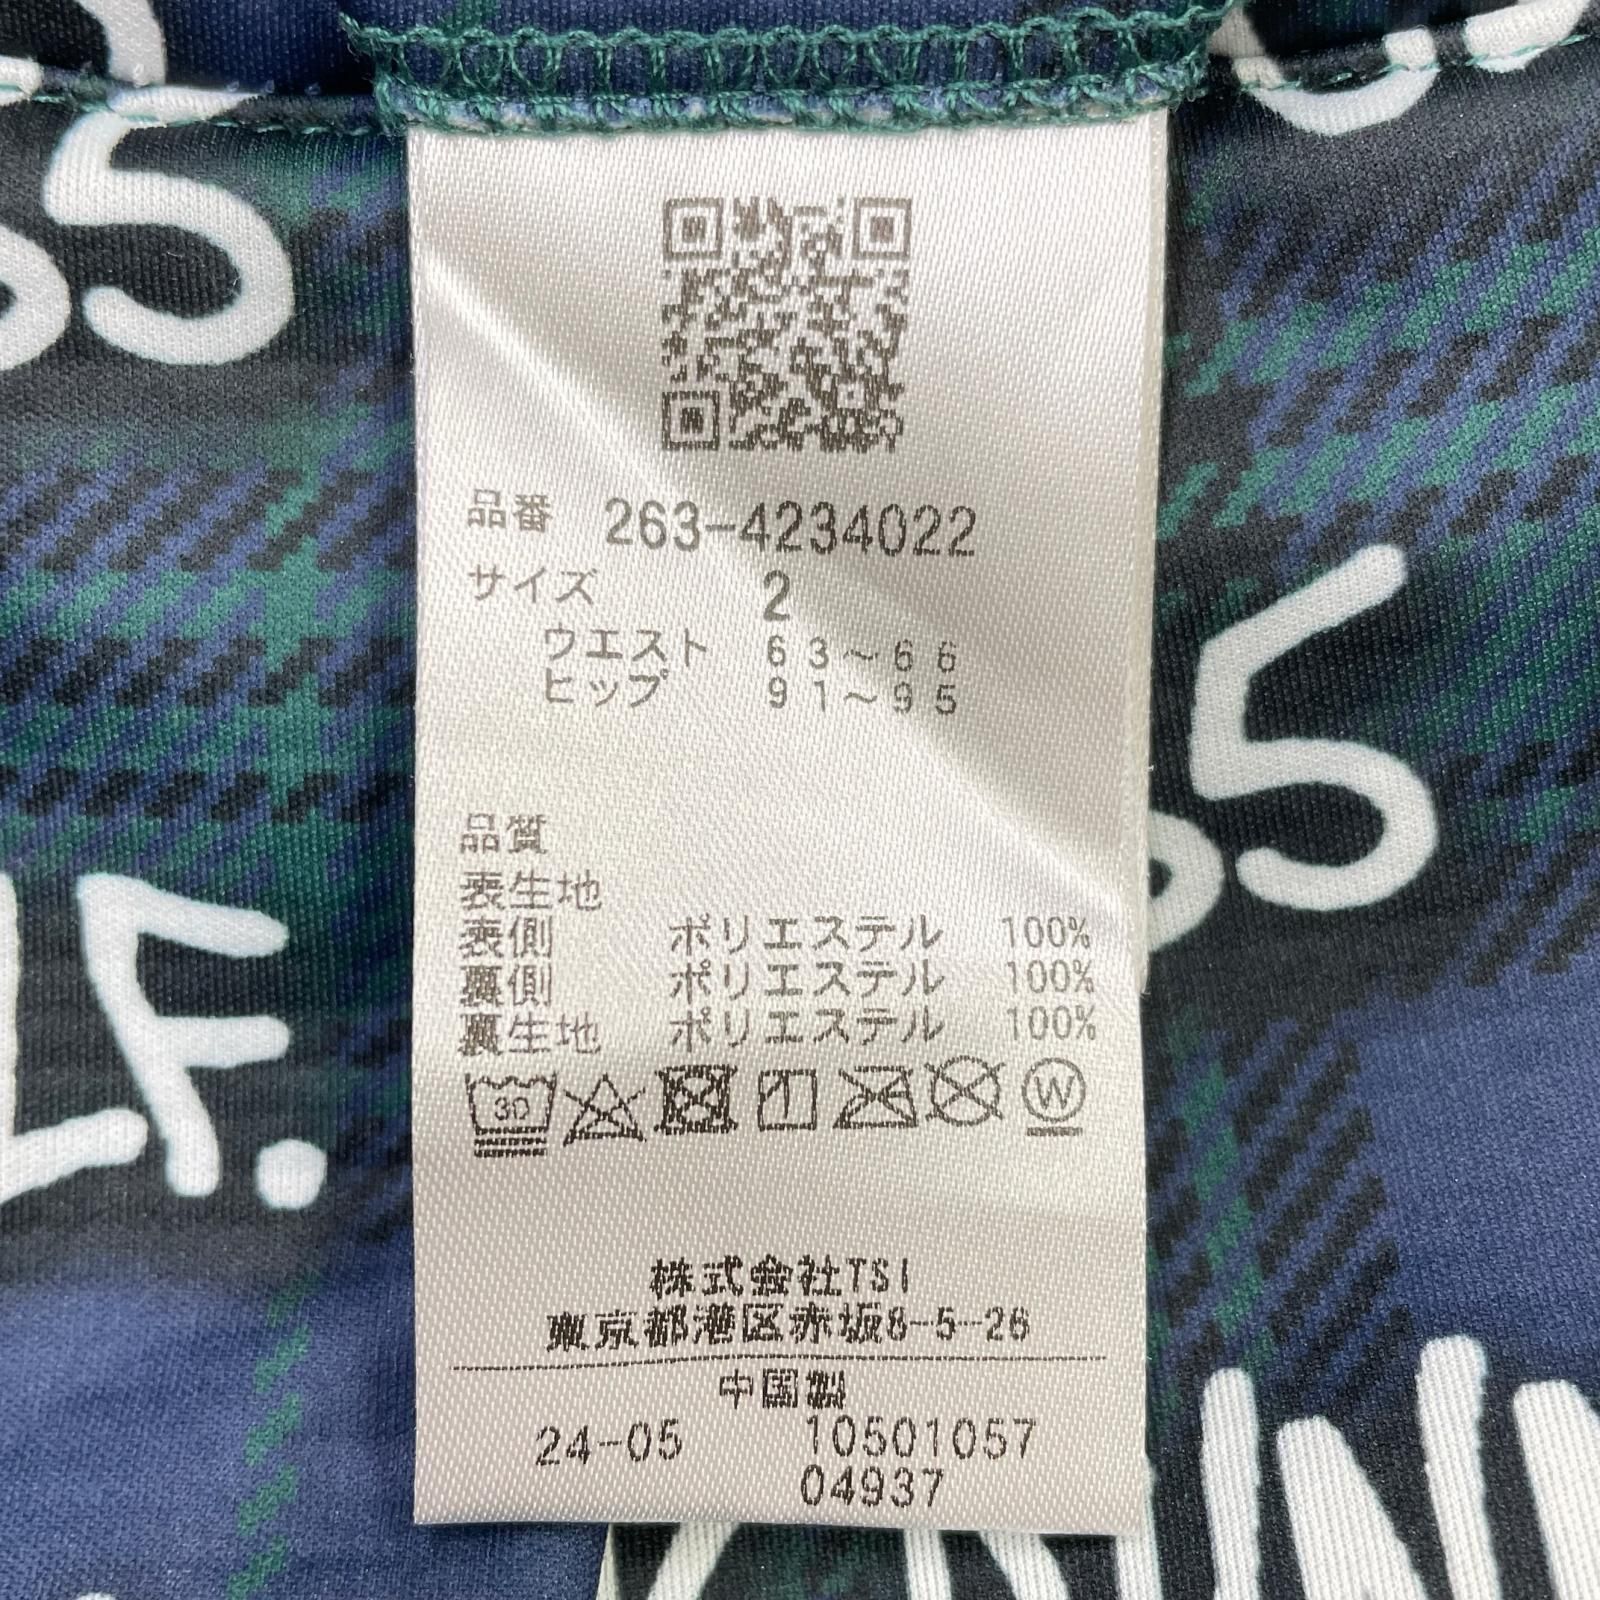 品番 263-4234022
サイズ 2
ウエスト 63~66
ヒップ 91~95
品質
表生地
表側 ポリエステル 100%
裏側 ポリエステル 100%
裏生地 ポリエステル 100%
30 W
株式会社TSI
東京都港区赤坂8-5-26
中国製
24-05 10501057
04937
55
65
F.